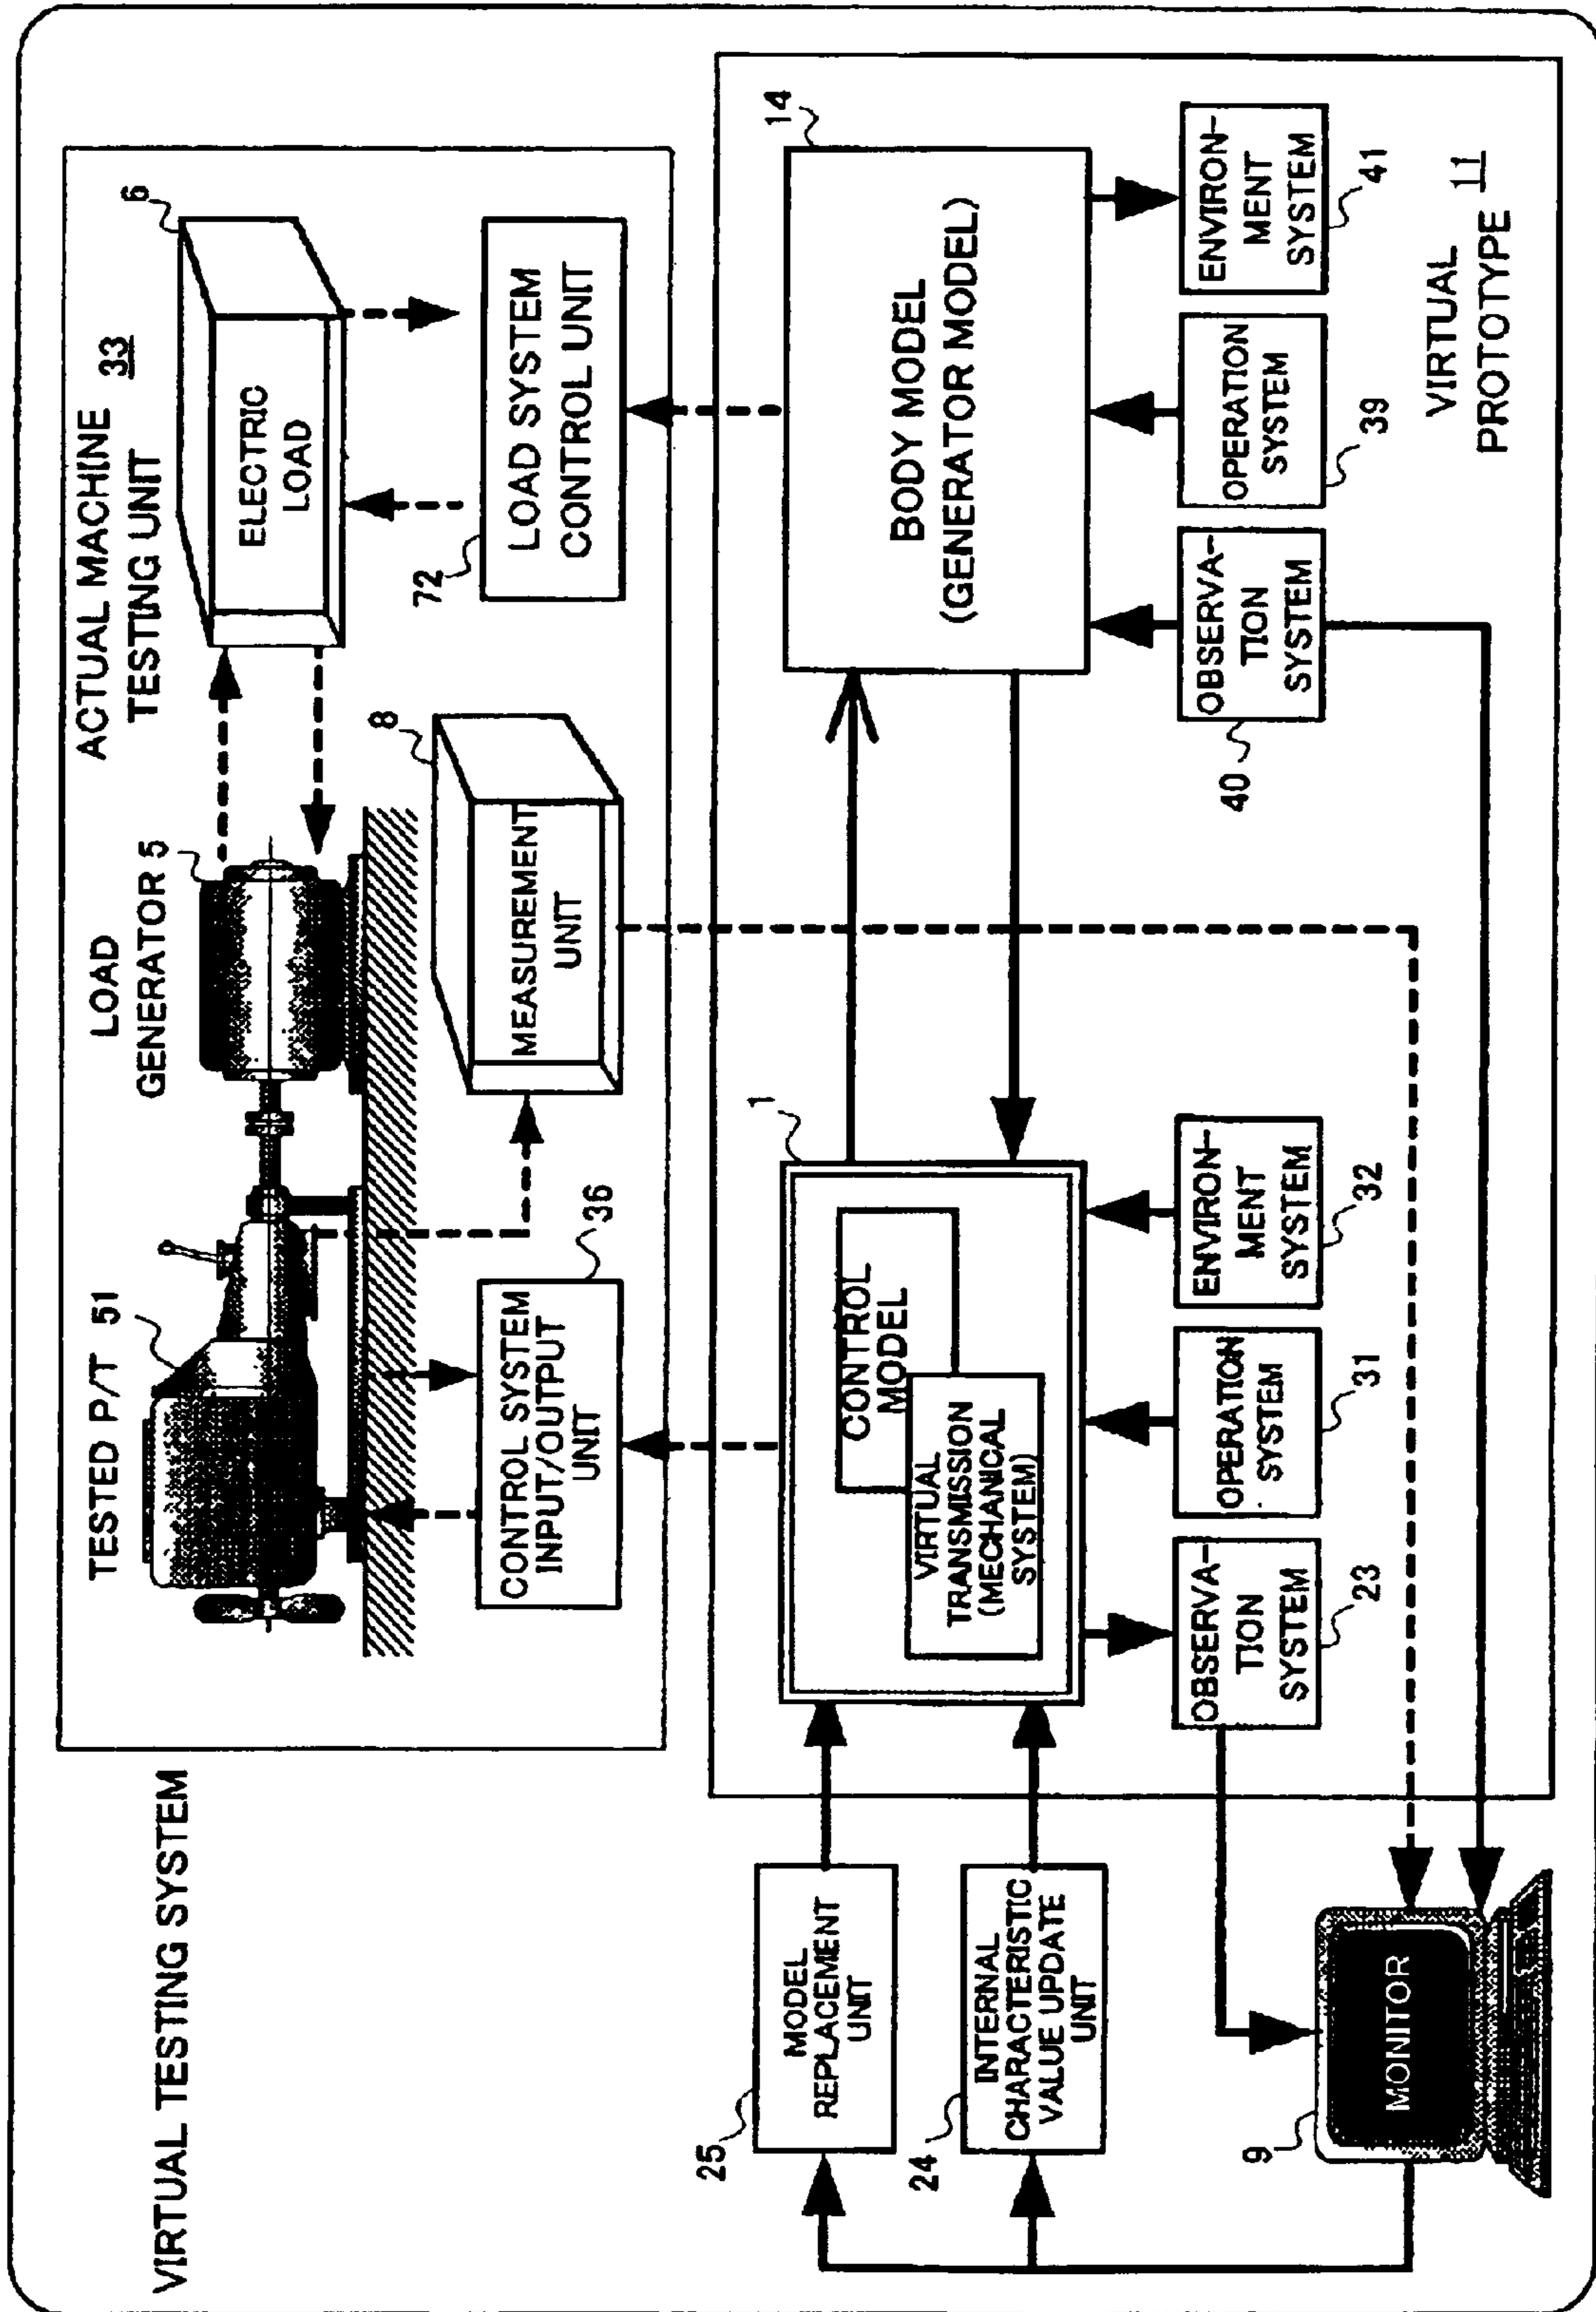 VIRTUAL TESTING SYSTEM
ACTUAL MACHINE
TESTING UNIT 33
TESTED P/T 51
LOAD
GENERATOR 5
6
ELECTRIC
LOAD
8
MEASUREMENT
UNIT
36
CONTROL SYSTEM
INPUT/OUTPUT
UNIT
72
LOAD SYSTEM
CONTROL UNIT
25
MODEL
REPLACEMENT
UNIT
24
INTERNAL
CHARACTERISTIC
VALUE UPDATE
UNIT
1
CONTROL
MODEL
VIRTUAL
TRANSMISSION
(MECHANICAL
SYSTEM)
14
BODY MODEL
(GENERATOR MODEL)
OBSERVA-
TION
SYSTEM
23
OPERATION
SYSTEM
31
ENVIRON-
MENT
SYSTEM
32
OBSERVA-
TION
SYSTEM
40
OPERATION
SYSTEM
39
ENVIRON-
MENT
SYSTEM
41
VIRTUAL
PROTOTYPE 11
9
MONITOR